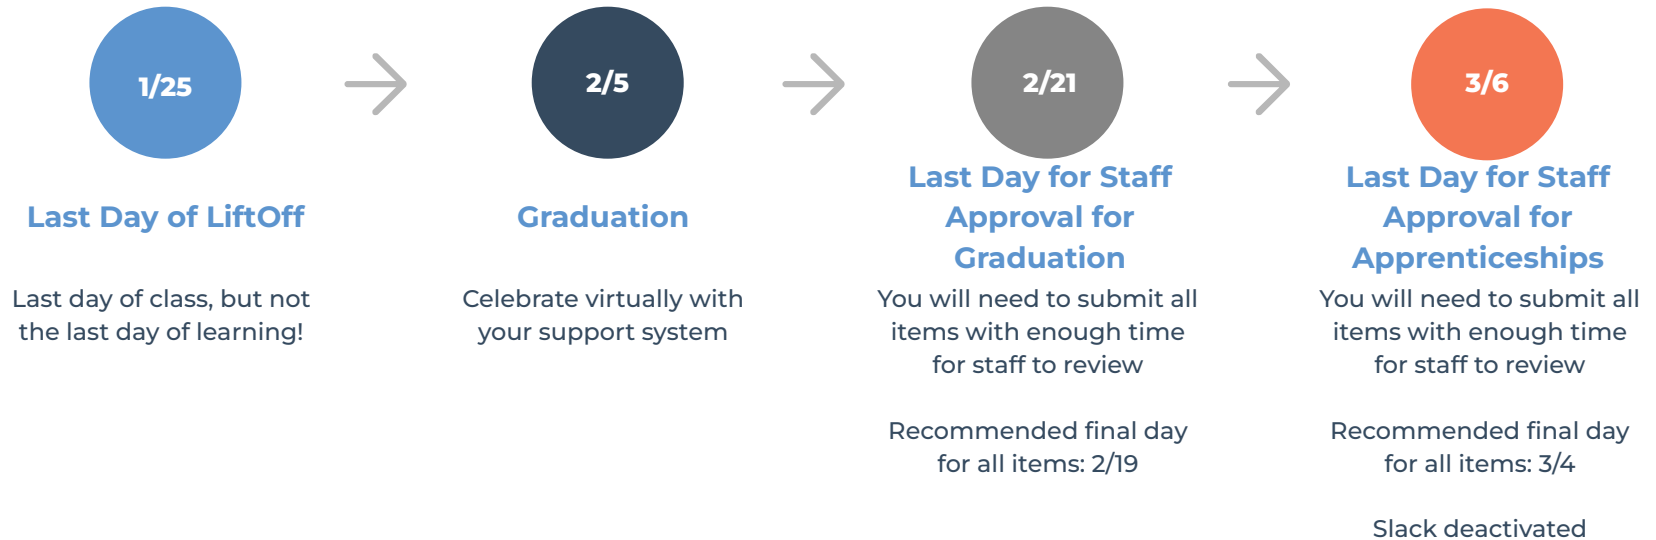 1/25
Last Day of LiftOff
Last day of class, but not
the last day of learning!
2/5
Graduation
Celebrate virtually with
your support system
2/21
Last Day for Staff
Approval for
Graduation
You will need to submit all
items with enough time
for staff to review
Recommended final day
for all items: 2/19
3/6
Last Day for Staff
Approval for
Apprenticeships
You will need to submit all
items with enough time
for staff to review
Recommended final day
for all items: 3/4
Slack deactivated